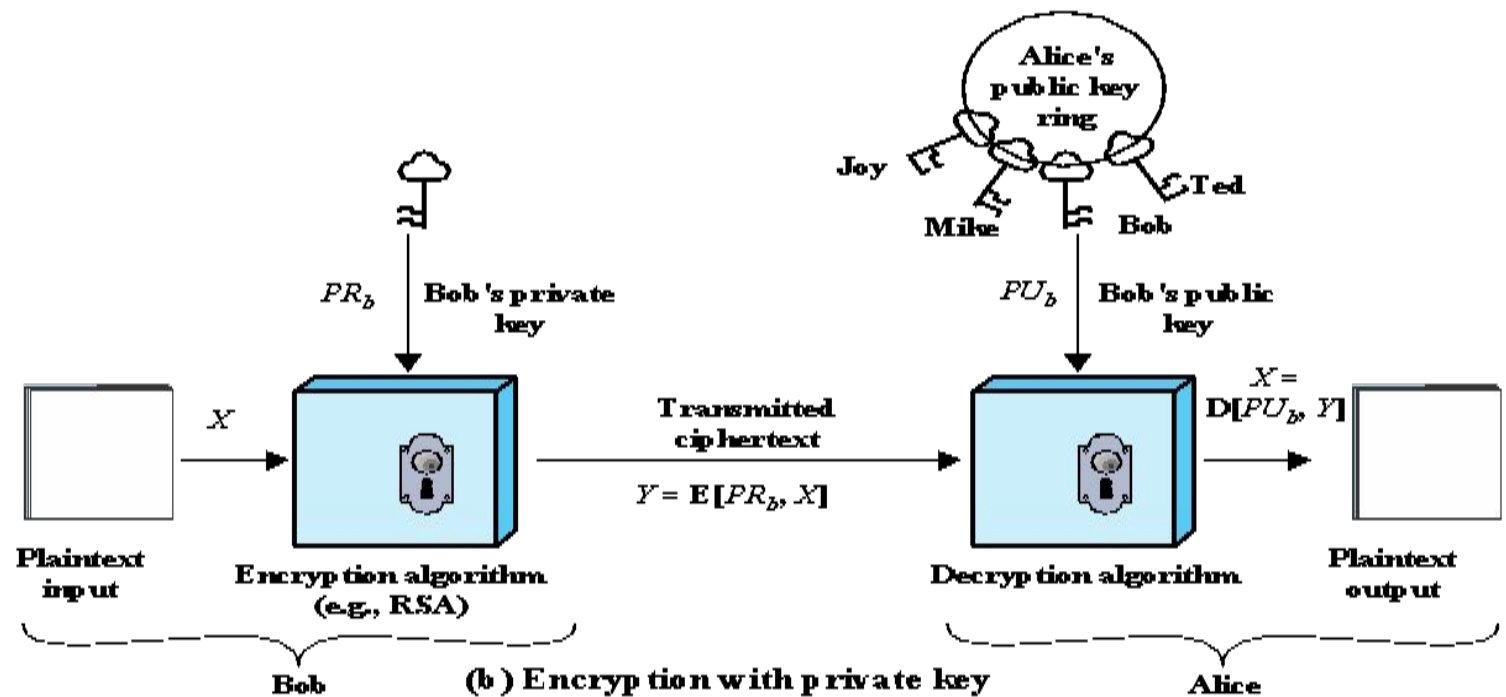 Alice's
public key
ring
Joy
Ted
Mike
Bob
PR_b
Bob's private
key
PU_b
Bob's public
key
X
Transmitted
ciphertext
X =
D[PU_b, Y]
Y = E[PR_b, X]
Plaintext
input
Encryption algorithm
(e.g., RSA)
Decryption algorithm
Plaintext
output
Bob
(b) Encryption with private key
Alice